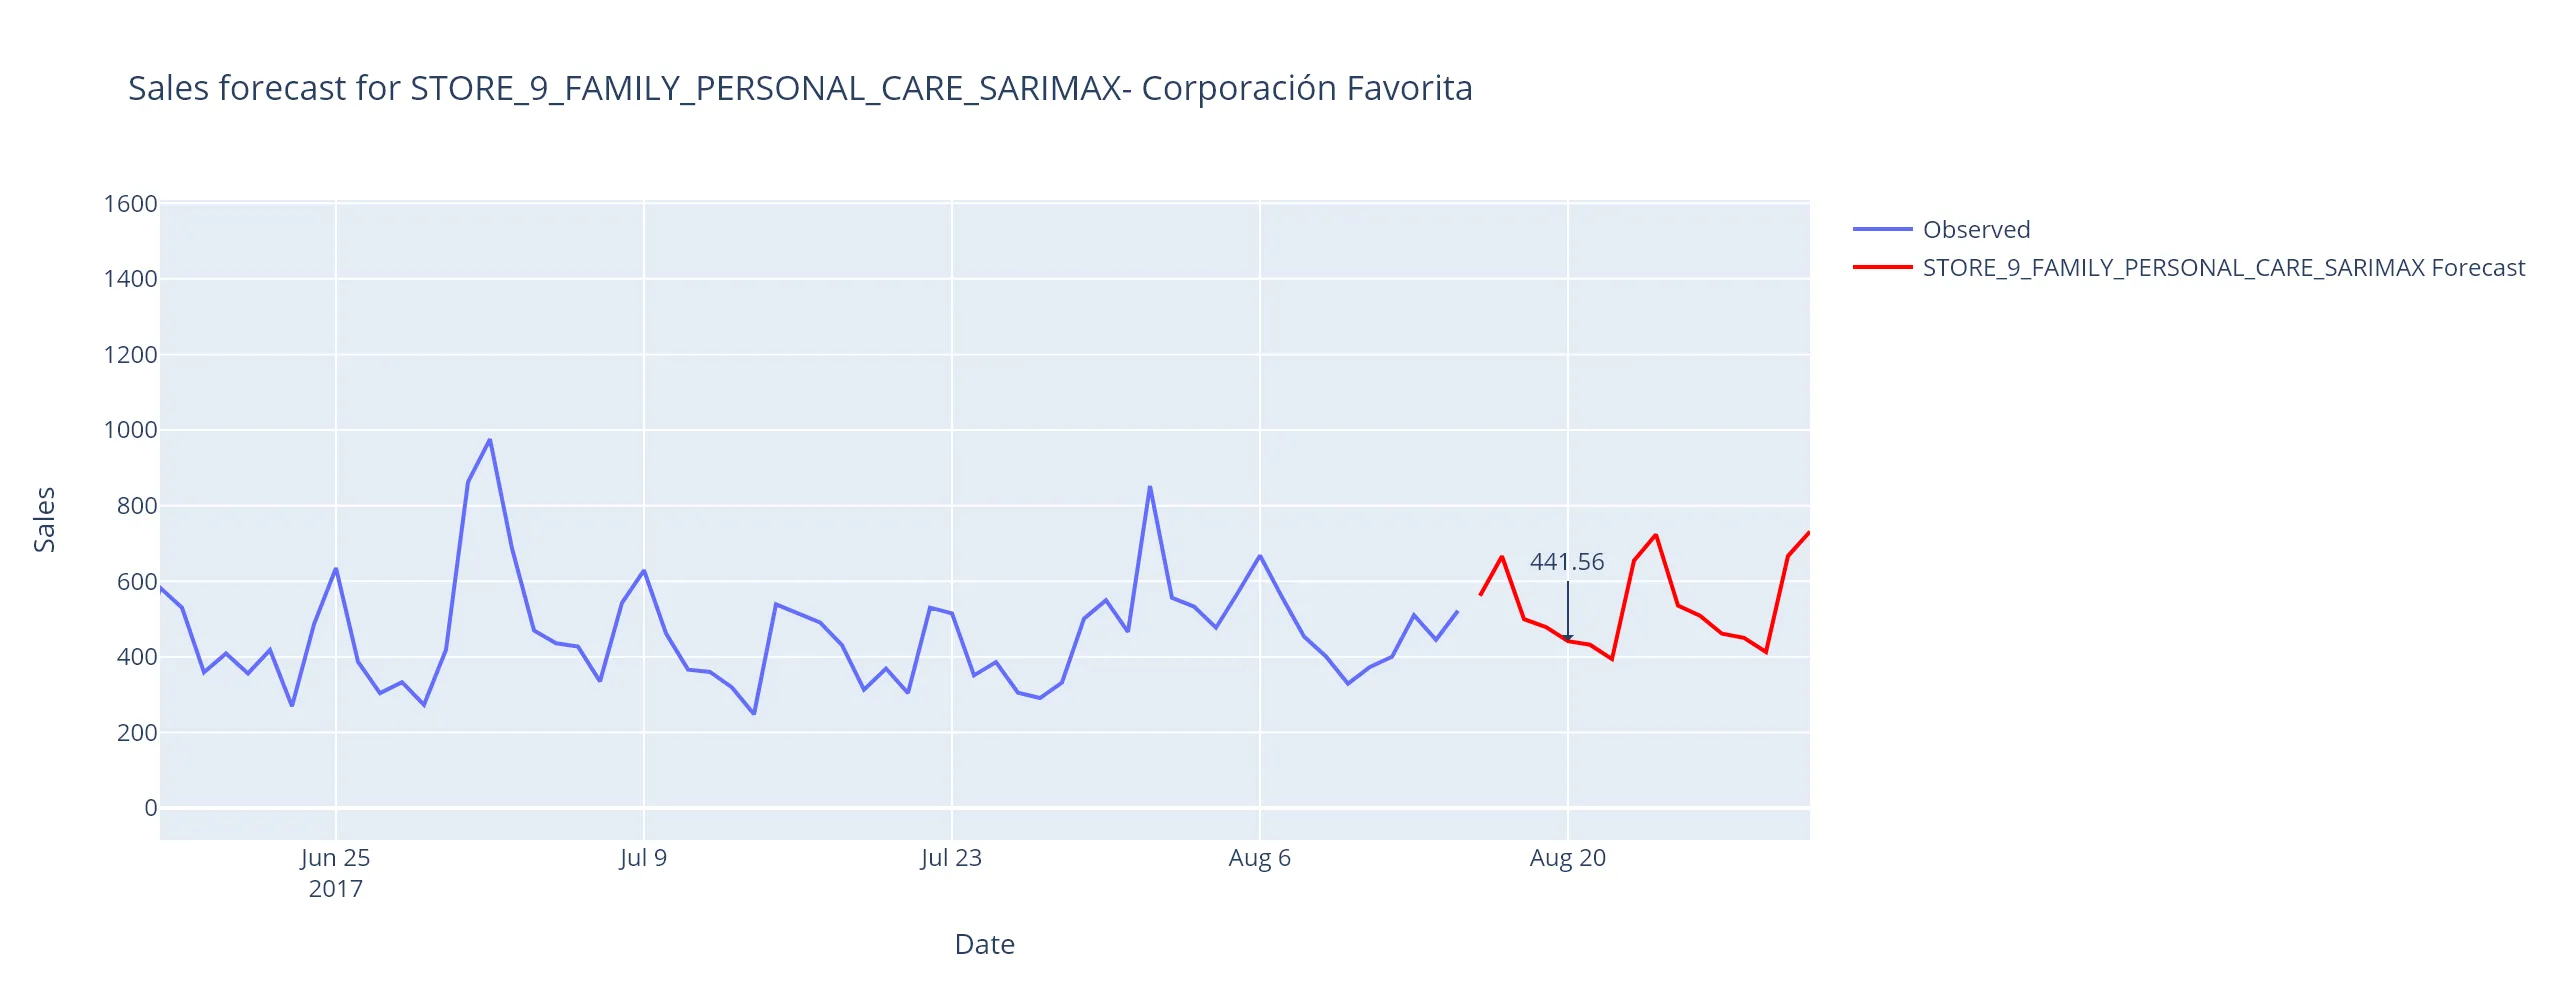 Sales forecast for STORE_9_FAMILY_PERSONAL_CARE_SARIMAX- Corporación Favorita
1600
1400
1200
1000
800
600
400
200
0
Sales
441.56
Jun 25
2017
Jul 9
Jul 23
Aug 6
Aug 20
Date
Observed
STORE_9_FAMILY_PERSONAL_CARE_SARIMAX Forecast